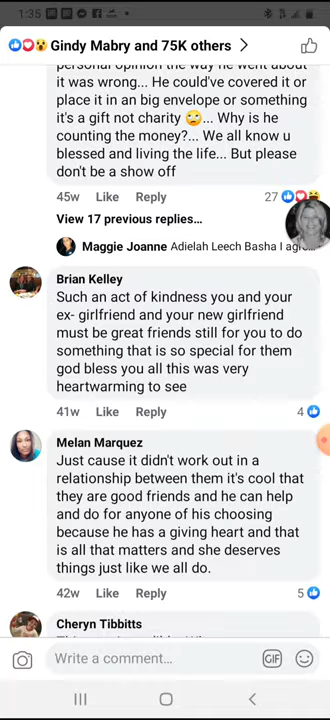 1:35
Gindy Mabry and 75K others
personal opinion the way he went about
it was wrong... He could've covered it or
place it in an big envelope or something
it's a gift not charity 🙄... Why is he
counting the money?... We all know u
blessed and living the life... But please
don't be a show off
45w Like Reply 27
View 17 previous replies...
Maggie Joanne Adielah Leech Basha I agr...
Brian Kelley
Such an act of kindness you and your
ex- girlfriend and your new girlfriend
must be great friends still for you to do
something that is so special for them
god bless you all this was very
heartwarming to see
41w Like Reply 4
Melan Marquez
Just cause it didn't work out in a
relationship between them it's cool that
they are good friends and he can help
and do for anyone of his choosing
because he has a giving heart and that
is all that matters and she deserves
things just like we all do.
42w Like Reply 5
Cheryn Tibbitts
Write a comment...
GIF